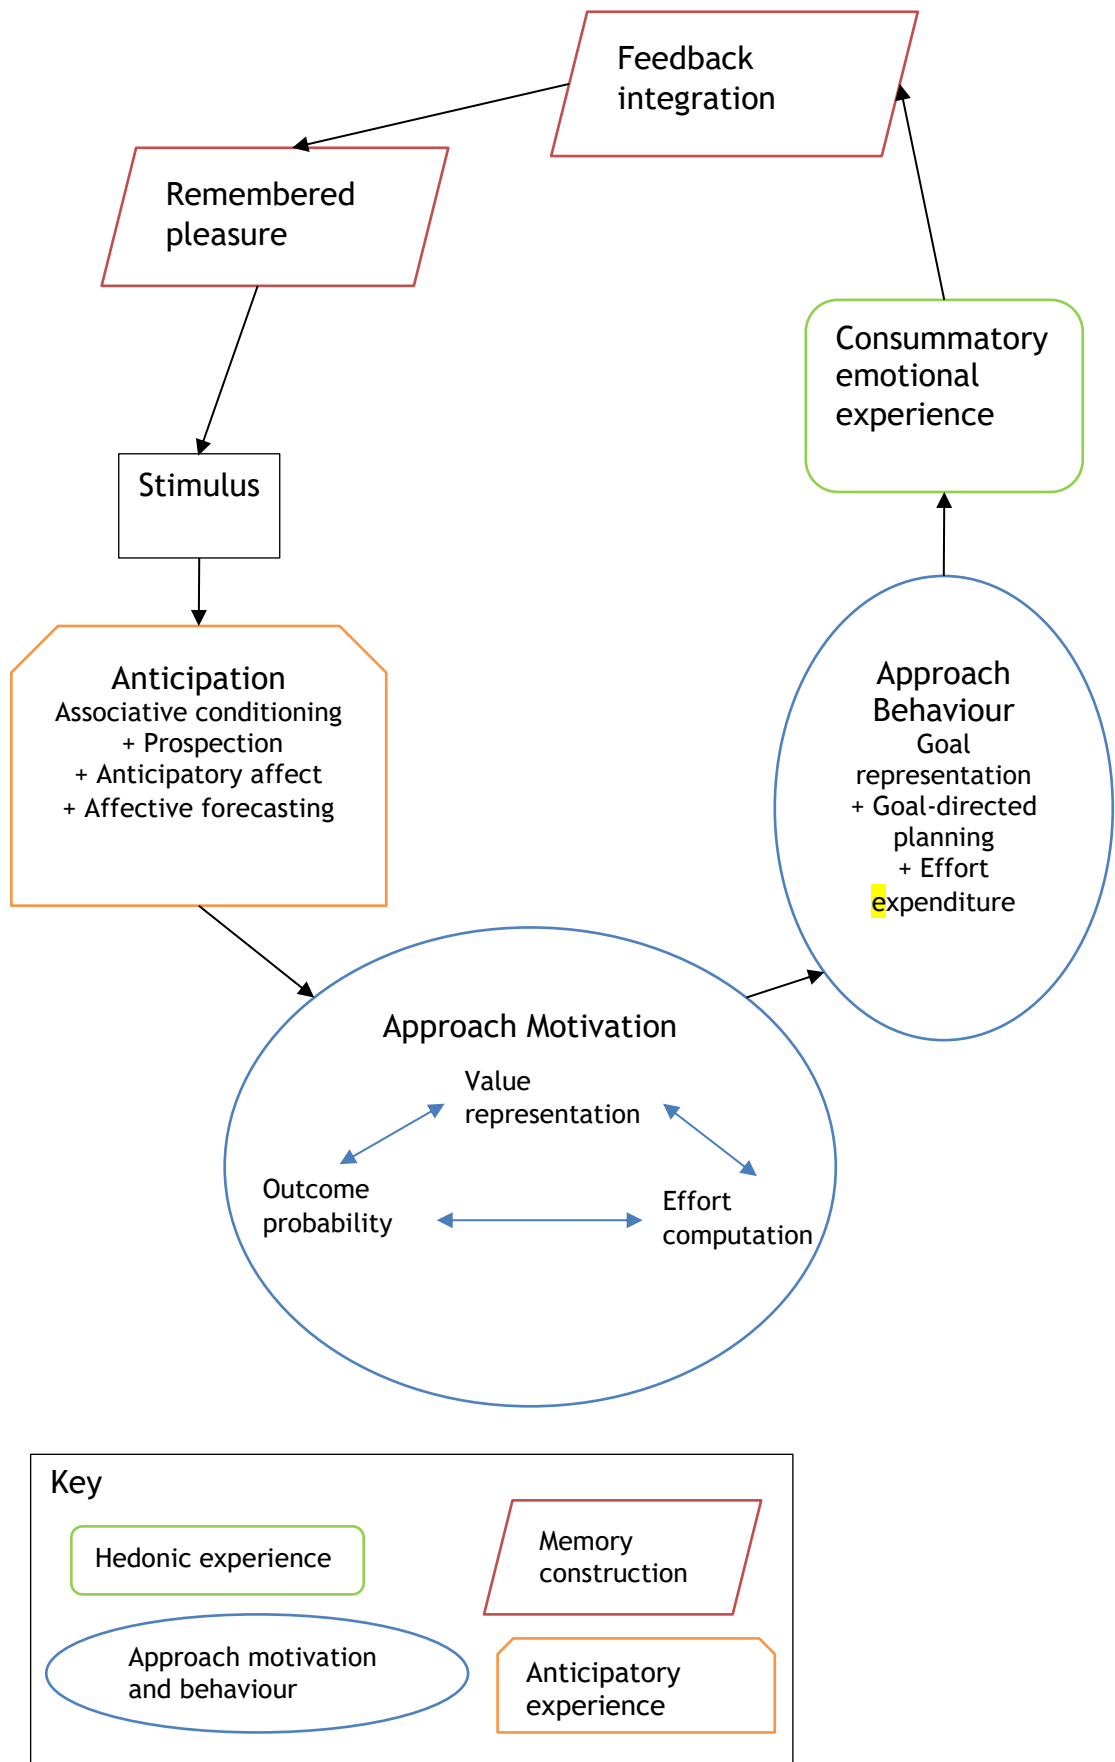 Feedback
integration
Remembered
pleasure
Consummatory
emotional
experience
Stimulus
Anticipation
Associative conditioning
+ Prospection
+ Anticipatory affect
+ Affective forecasting
Approach
Behaviour
Goal
representation
+ Goal-directed
planning
+ Effort
expenditure
Approach Motivation
Value
representation
Outcome
probability
Effort
computation
Key
Hedonic experience
Memory
construction
Approach motivation
and behaviour
Anticipatory
experience